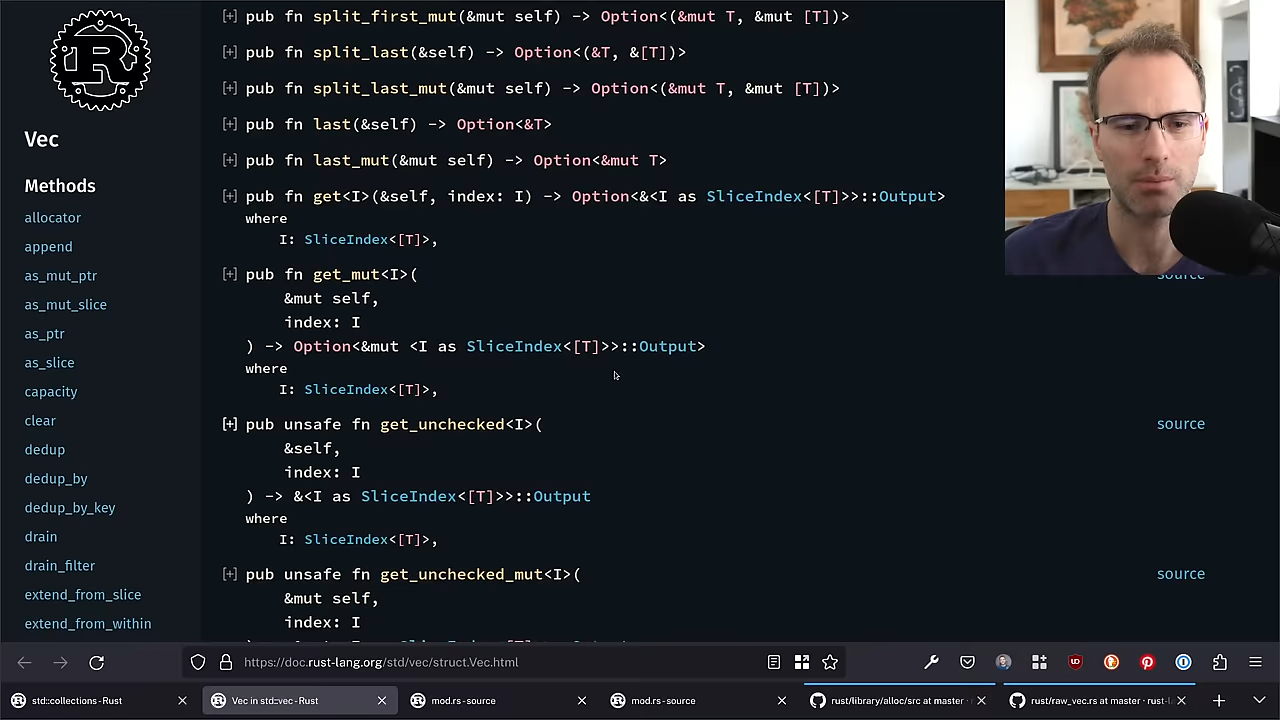 [+] pub fn split_first_mut(&mut self) -> Option<(&mut T, &mut [T])>
[+] pub fn split_last(&self) -> Option<(&T, &[T])>
[+] pub fn split_last_mut(&mut self) -> Option<(&mut T, &mut [T])>
[+] pub fn last(&self) -> Option<&T>
[+] pub fn last_mut(&mut self) -> Option<&mut T>
[+] pub fn get<I>(&self, index: I) -> Option<&<I as SliceIndex<[T]>>::Output>
where
I: SliceIndex<[T]>,
[+] pub fn get_mut<I>( source
&mut self,
index: I
) -> Option<&mut <I as SliceIndex<[T]>>::Output>
where
I: SliceIndex<[T]>,
[+] pub unsafe fn get_unchecked<I>( source
&self,
index: I
) -> &<I as SliceIndex<[T]>>::Output
where
I: SliceIndex<[T]>,
[+] pub unsafe fn get_unchecked_mut<I>( source
&mut self,
index: I
R
Vec
Methods
allocator
append
as_mut_ptr
as_mut_slice
as_ptr
as_slice
capacity
clear
dedup
dedup_by
dedup_by_key
drain
drain_filter
extend_from_slice
extend_from_within
https://doc.rust-lang.org/std/vec/struct.Vec.html
std::collections - Rust
Vec in std::vec - Rust
mod.rs - source
mod.rs - source
rust/library/alloc/src at master ·
rust/raw_vec.rs at master · rust-l